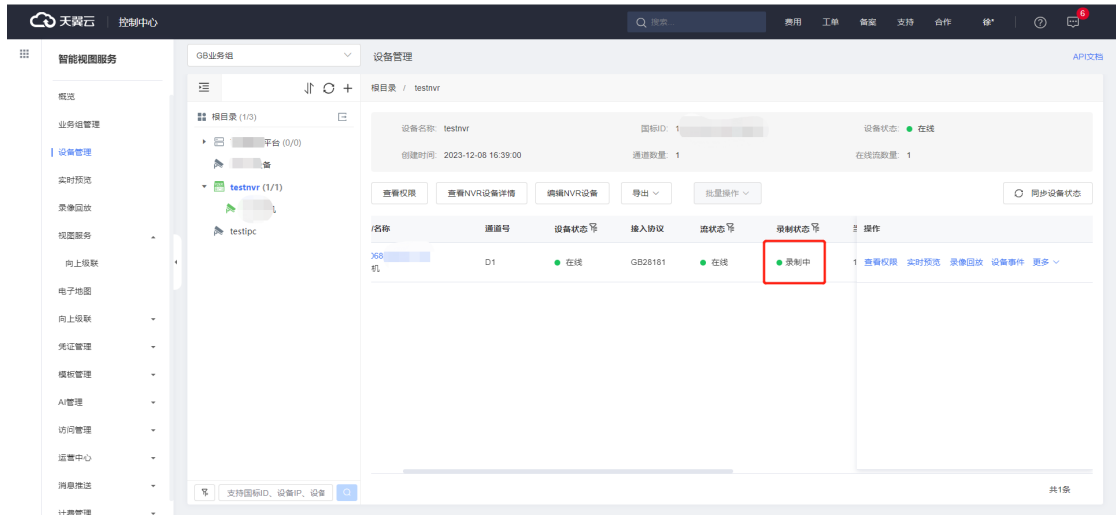 天翼云 控制中心 搜索... 费用 工单 备案 支持 合作 徐* 6
智能视图服务
概览
业务组管理
设备管理
实时预览
录像回放
视图服务
向上级联
电子地图
向上级联
凭证管理
模板管理
AI管理
访问管理
运营中心
消息推送
计费管理
GB业务组
根目录 (1/3)
平台 (0/0)
备
testnvr (1/1)
机
testipc
支持国标ID、设备IP、设备
设备管理 API文档
根目录 / testnvr
设备名称: testnvr 国标ID: 1 设备状态: 在线
创建时间: 2023-12-08 16:39:00 通道数量: 1 在线流数量: 1
查看权限 查看NVR设备详情 编辑NVR设备 导出 批量操作 同步设备状态
/名称 通道号 设备状态 接入协议 流状态 录制状态 操作
068 D1 在线 GB28181 在线 录制中 1 查看权限 实时预览 录像回放 设备事件 更多
机
共1条